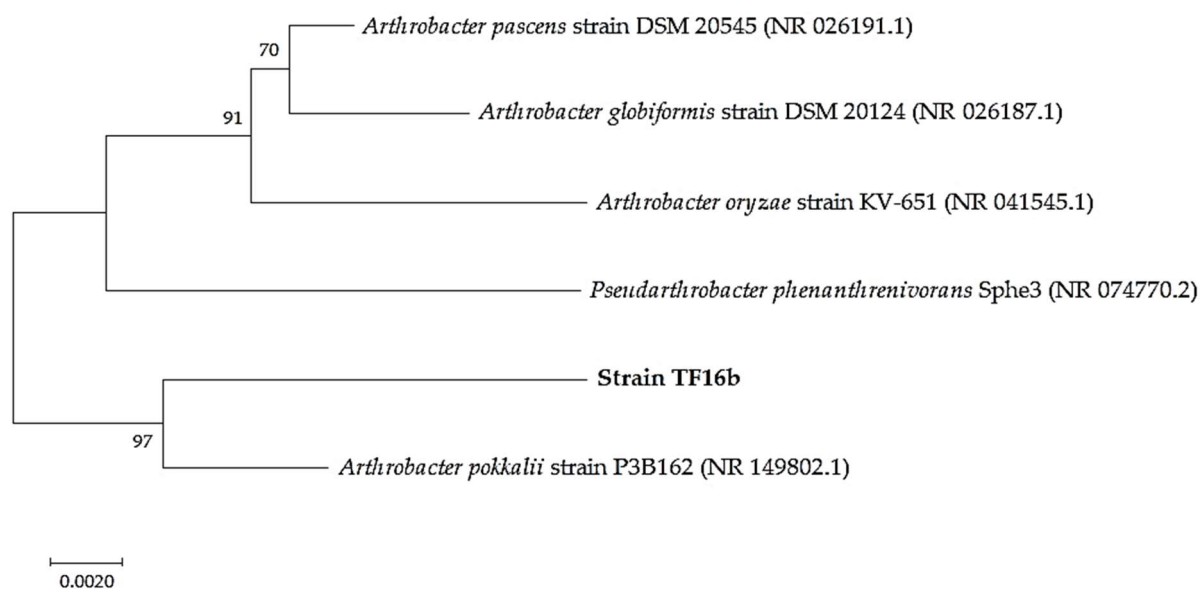 Arthrobacter pascens strain DSM 20545 (NR 026191.1)
70
Arthrobacter globiformis strain DSM 20124 (NR 026187.1)
91
Arthrobacter oryzae strain KV-651 (NR 041545.1)
Pseudarthrobacter phenanthrenivorans Sphe3 (NR 074770.2)
Strain TF16b
97
Arthrobacter pokkalii strain P3B162 (NR 149802.1)
0.0020